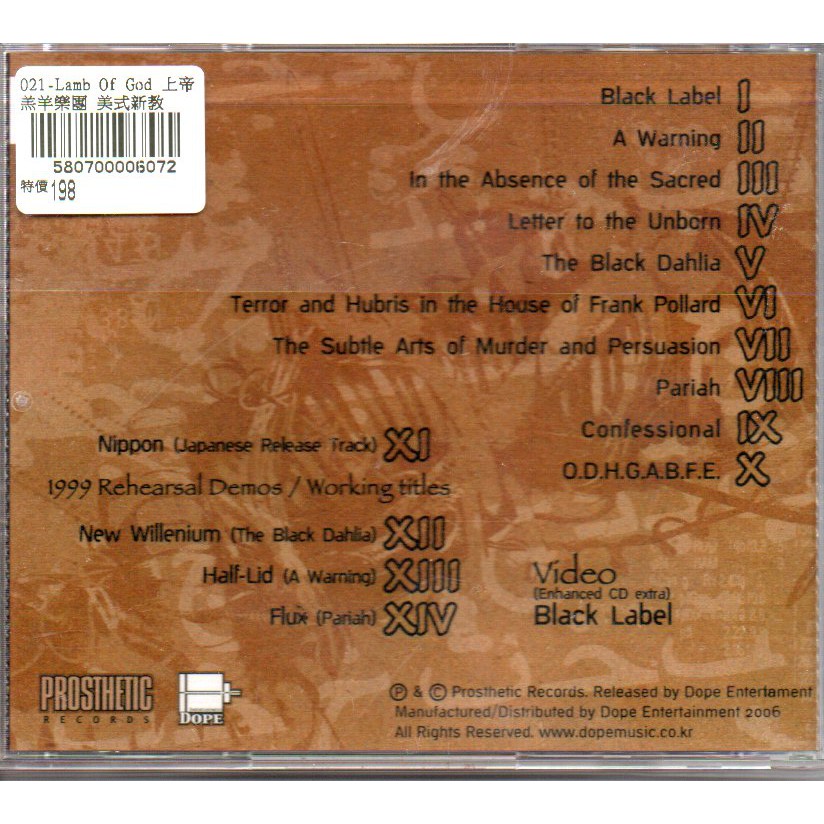 021-Lamb Of God 上帝
羔羊樂團 美式新教
580700006072
特價198
Black Label I
A Warning II
In the Absence of the Sacred III
Letter to the Unborn IV
The Black Dahlia V
Terror and Hubris in the House of Frank Pollard VI
The Subtle Arts of Murder and Persuasion VII
Pariah VIII
Confessional IX
O.D.H.G.A.B.F.E. X
Nippon (Japanese Release Track) XI
1999 Rehearsal Demos / Working titles
New Willenium (The Black Dahlia) XII
Half-Lid (A Warning) XIII
Flux (Pariah) XIV
Video
(Enhanced CD extra)
Black Label
PROSTHETIC
RECORDS
DOPE
Ⓟ & © Prosthetic Records. Released by Dope Entertament
Manufactured/Distributed by Dope Entertainment 2006
All Rights Reserved. www.dopemusic.co.kr